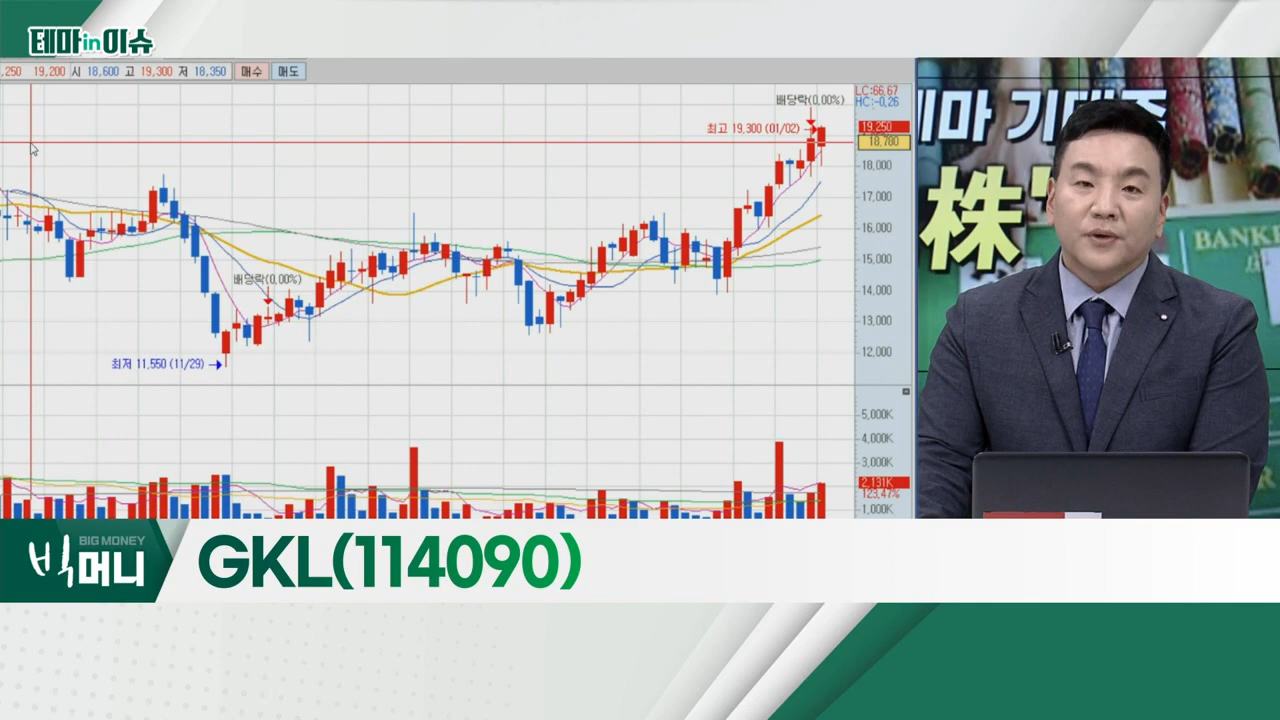 테마in이슈
,250 19,200 시 18,600 고 19,300 저 18,350 매수 매도
LC:66.67
HC:-0.26
배당락(0.00%)
최고 19,300 (01/02)
19,250
18,780
18,000
17,000
16,000
15,000
14,000
13,000
12,000
배당락(0.00%)
최저 11,550 (11/29)
5,000K
4,000K
3,000K
2,131K
123.47%
1,000K
株
BANKE
BIG MONEY
빅머니
GKL(114090)